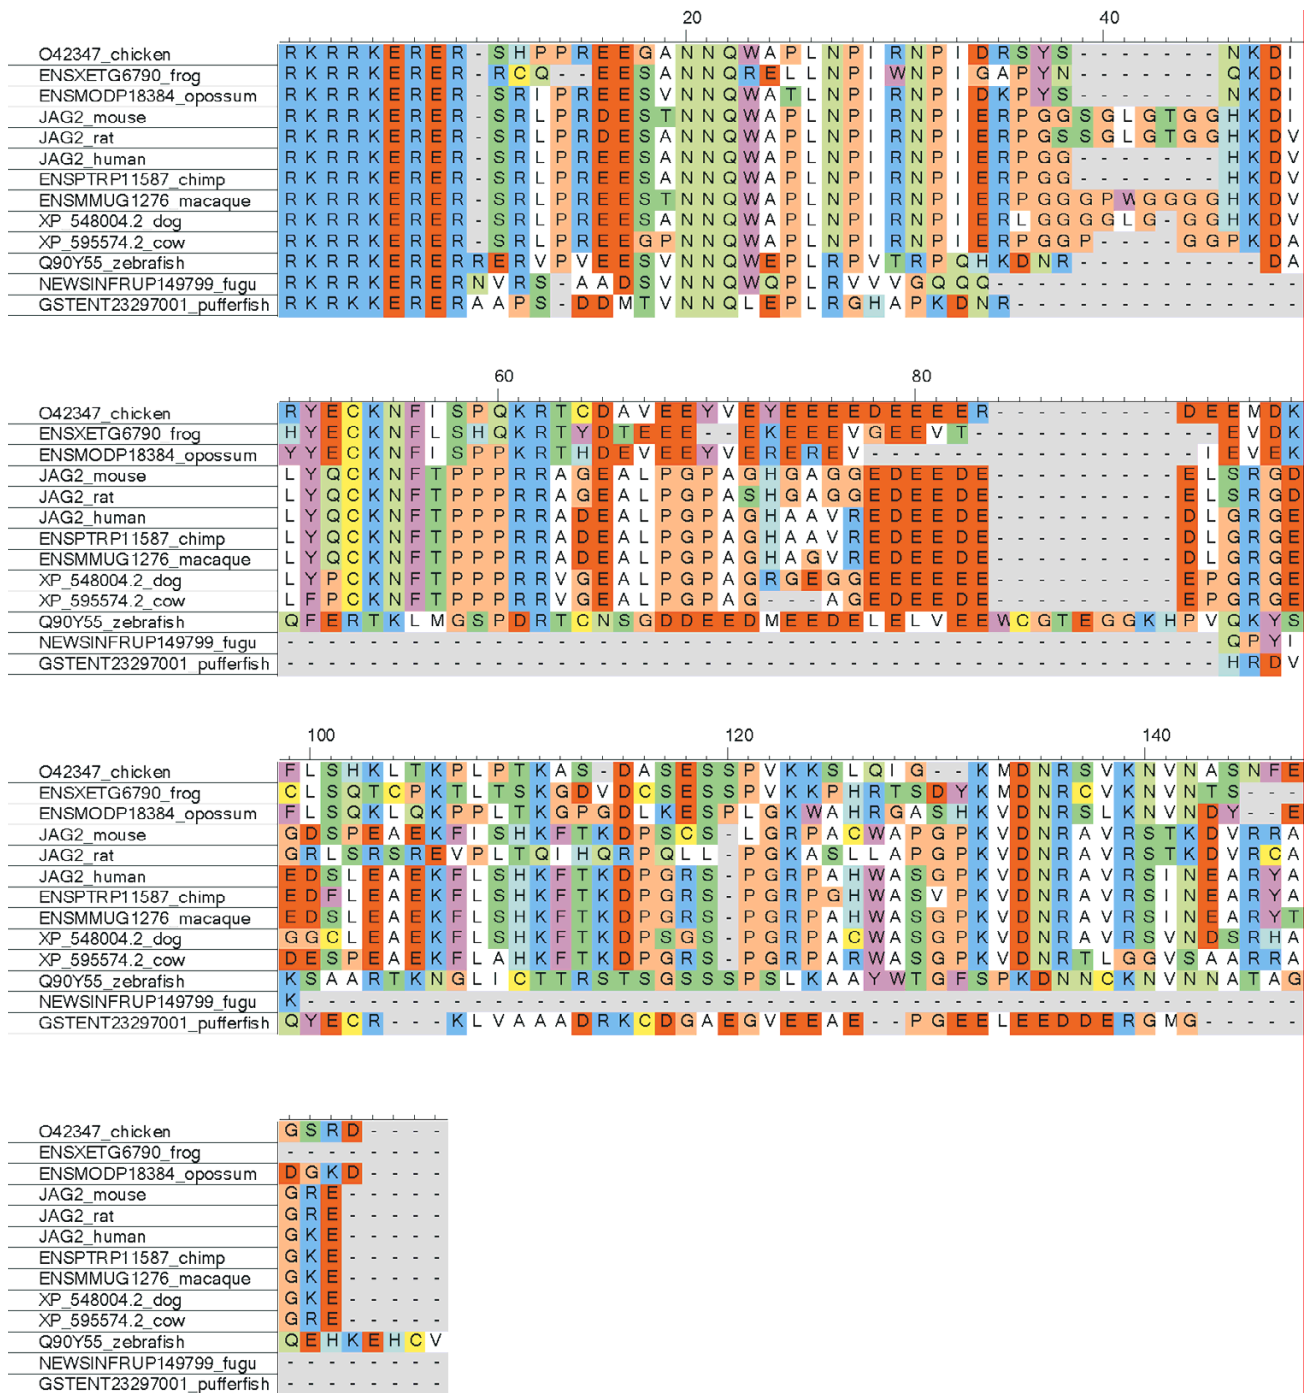 20 40
O42347_chicken RKRRKERER-SHPPREEGANNQWAPLNPIRNPIDRSYS-------NKDI
ENSXETG6790_frog RKRRKERER-RCQ--EESANNQRELLNPIWNPIGAPYN-------QKDI
ENSMODP18384_opossum RKRRKERER-SRIPREESVNNQWATLNPIRNPIDKPYS-------NKDI
JAG2_mouse RKRRKERER-SRLPRDESTNNQWAPLNPIRNPIERPGGSGLGTGGHKDI
JAG2_rat RKRRKERER-SRLPRDESANNQWAPLNPIRNPIERPGSSGLGTGGHKDV
JAG2_human RKRRKERER-SRLPREESANNQWAPLNPIRNPIERPGG-------HKDV
ENSPTRP11587_chimp RKRRKERER-SRLPREESANNQWAPLNPIRNPIERPGG-------HKDV
ENSMMUG1276_macaque RKRRKERER-SRLPREESTNNQWAPLNPIRNPIERPGGGPWGGGGHKDV
XP_548004.2_dog RKRRKERER-SRLPREESANNQWAPLNPIRNPIERLGGGGLG-GGHKDV
XP_595574.2_cow RKRRKERER-SRLPREEGPNNQWAPLNPIRNPIERPGGP----GGPKDA
Q90Y55_zebrafish RKRRKERERRERVPVEESVNNQWEPLRPVTRPQHKDNR---------DA
NEWSINFRUP149799_fugu RKRRKERERNVRS-AADSVNNQWQPLRVVVGQQQ---------------
GSTENT23297001_pufferfish RKRKKERERAAPS-DDMTVNNQLEPLRGHAPKDNR--------------
60 80
O42347_chicken RYECKNFISPQKRTCDAVEEYVEYEEEEDEEEER---------DEEMDK
ENSXETG6790_frog HYECKNFLSHQKRTYDTEEE--EKEEEVGEEVT------------EVDK
ENSMODP18384_opossum YYECKNFISPPKRTHDEVEEYVEREREV----------------IEVEK
JAG2_mouse LYQCKNFTPPPRRAGEALPGPAGHGAGGEDEEDE---------ELSRGD
JAG2_rat LYQCKNFTPPPRRAGEALPGPASHGAGGEDEEDE---------ELSRGD
JAG2_human LYQCKNFTPPPRRADEALPGPAGHAAVREDEEDE---------DLGRGE
ENSPTRP11587_chimp LYQCKNFTPPPRRADEALPGPAGHAAVREDEEDE---------DLGRGE
ENSMMUG1276_macaque LYQCKNFTPPPRRADEALPGPAGHAGVREDEEDE---------DLGRGE
XP_548004.2_dog LYPCKNFTPPPRRVGEALPGPAGRGEGGEEEEEE---------EPGRGE
XP_595574.2_cow LFPCKNFTPPPRRVGEALPGPAG---AGEDEEDE---------EPGRGE
Q90Y55_zebrafish QFERTKLMGSPDRTCNSGDDEEDMEEDELELVEEWCGTEGGKHPVQKYS
NEWSINFRUP149799_fugu ---------------------------------------------QPYI
GSTENT23297001_pufferfish ---------------------------------------------HRDV
100 120 140
O42347_chicken FLSHKLTKPLPTKAS-DASESSPVKKSLQIG--KMDNRSVKNVNASNFE
ENSXETG6790_frog CLSQTCPKTLTSKGDVDCSESSPVKKPHRTSDYKMDNRCVKNVNTS---
ENSMODP18384_opossum FLSQKLQKPPLTKGPGDLKESPLGKWAHRGASHKVDNRSLKNVNDY--E
JAG2_mouse GDSPEAEKFISHKFTKDPSCS-LGRPACWAPGPKVDNRAVRSTKDVRRA
JAG2_rat GRLSRSREVPLTQIHQRPQLL-PGKASLLAPGPKVDNRAVRSTKDVRCA
JAG2_human EDSLEAEKFLSHKFTKDPGRS-PGRPAHWASGPKVDNRAVRSINEARYA
ENSPTRP11587_chimp EDFLEAEKFLSHKFTKDPGRS-PGRPGHWASVPKVDNRAVRSINEARYA
ENSMMUG1276_macaque EDSLEAEKFLSHKFTKDPGRS-PGRPAHWASGPKVDNRAVRSINEARYT
XP_548004.2_dog GGCLEAEKFLSHKFTKDPSGS-PGRPACWASGPKVDNRAVRSVNDSRHA
XP_595574.2_cow DESPEAEKFLAHKFTKDPGRS-PGRPARWASGPKVDNRTLGGVSAARRA
Q90Y55_zebrafish KSAARTKNGLICTTRSTSGSSSPSLKAAYWTGFSPKDNNCKNVNNATAG
NEWSINFRUP149799_fugu K------------------------------------------------
GSTENT23297001_pufferfish QYECR---KLVAAADRKCDGAEGVEEAE--PGEELEEDDERGMG-----
O42347_chicken GSRD----
ENSXETG6790_frog --------
ENSMODP18384_opossum DGKD----
JAG2_mouse GRE-----
JAG2_rat GRE-----
JAG2_human GKE-----
ENSPTRP11587_chimp GKE-----
ENSMMUG1276_macaque GKE-----
XP_548004.2_dog GKE-----
XP_595574.2_cow GRE-----
Q90Y55_zebrafish QEHKEHCV
NEWSINFRUP149799_fugu --------
GSTENT23297001_pufferfish --------